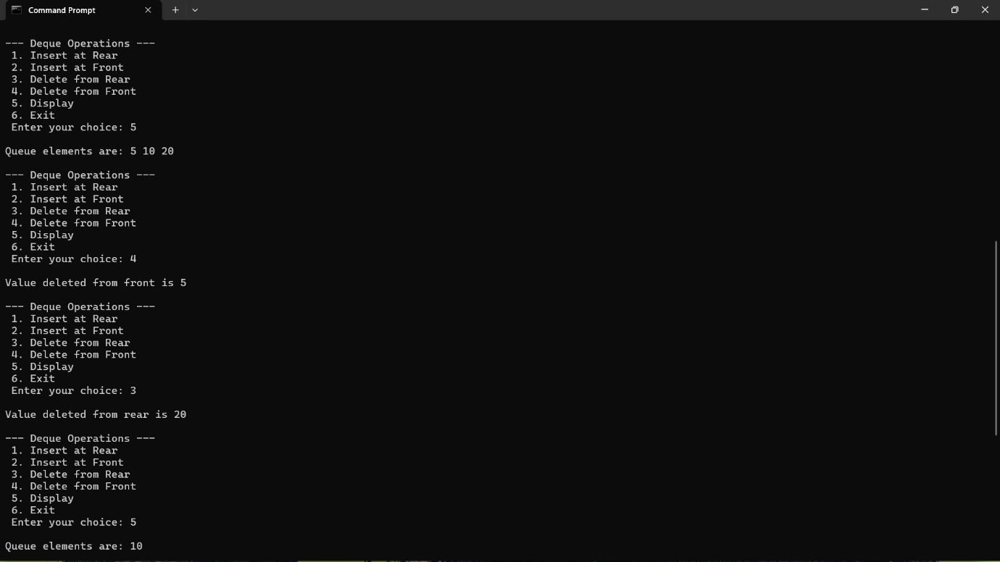 Command Prompt
--- Deque Operations ---
1. Insert at Rear
2. Insert at Front
3. Delete from Rear
4. Delete from Front
5. Display
6. Exit
Enter your choice: 5
Queue elements are: 5 10 20
--- Deque Operations ---
1. Insert at Rear
2. Insert at Front
3. Delete from Rear
4. Delete from Front
5. Display
6. Exit
Enter your choice: 4
Value deleted from front is 5
--- Deque Operations ---
1. Insert at Rear
2. Insert at Front
3. Delete from Rear
4. Delete from Front
5. Display
6. Exit
Enter your choice: 3
Value deleted from rear is 20
--- Deque Operations ---
1. Insert at Rear
2. Insert at Front
3. Delete from Rear
4. Delete from Front
5. Display
6. Exit
Enter your choice: 5
Queue elements are: 10